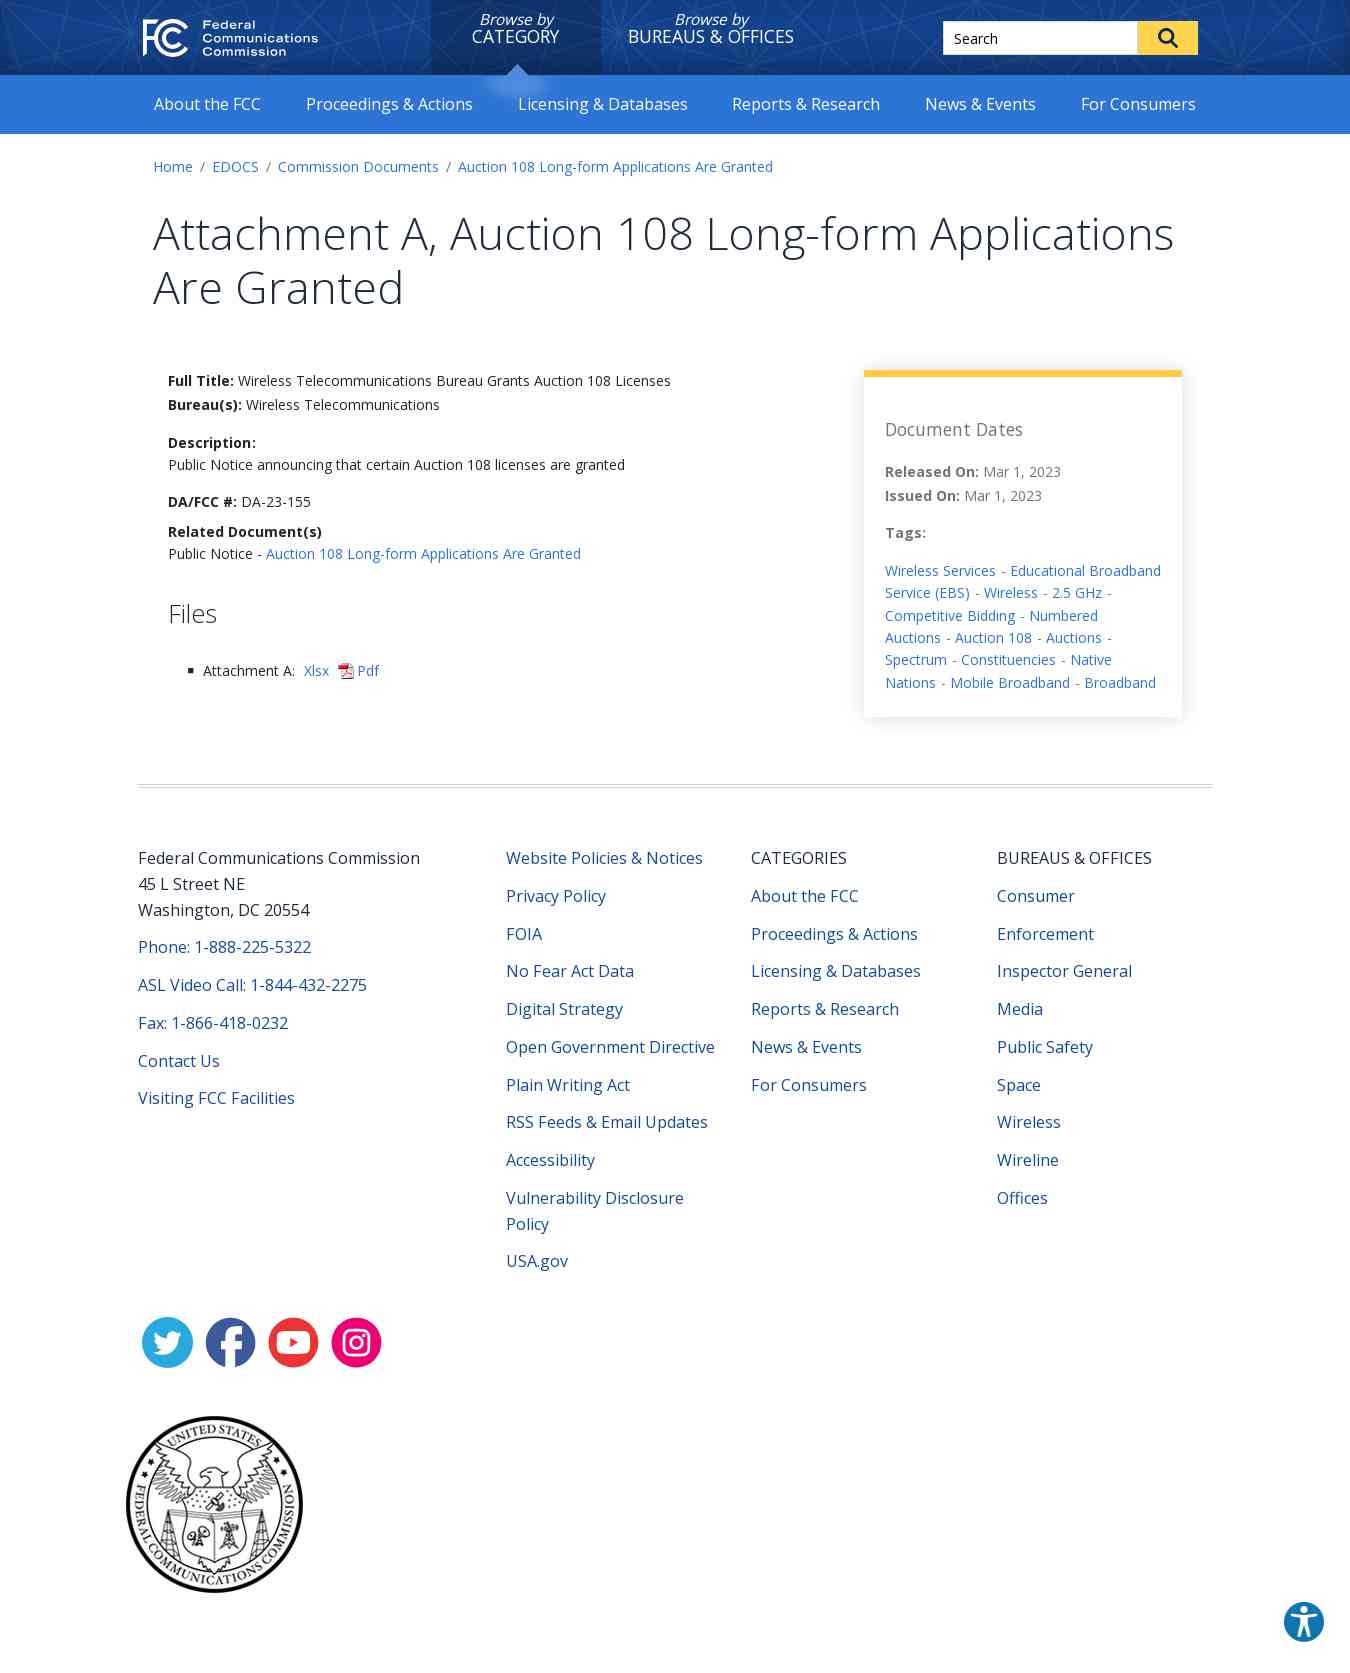 FCC Federal
Communications
Commission
Browse by
CATEGORY
Browse by
BUREAUS & OFFICES
Search
About the FCC
Proceedings & Actions
Licensing & Databases
Reports & Research
News & Events
For Consumers
Home / EDOCS / Commission Documents / Auction 108 Long-form Applications Are Granted
Attachment A, Auction 108 Long-form Applications
Are Granted
Full Title: Wireless Telecommunications Bureau Grants Auction 108 Licenses
Bureau(s): Wireless Telecommunications
Description:
Public Notice announcing that certain Auction 108 licenses are granted
DA/FCC #: DA-23-155
Related Document(s)
Public Notice - Auction 108 Long-form Applications Are Granted
Files
Attachment A: Xlsx Pdf
Document Dates
Released On: Mar 1, 2023
Issued On: Mar 1, 2023
Tags:
Wireless Services - Educational Broadband
Service (EBS) - Wireless - 2.5 GHz -
Competitive Bidding - Numbered
Auctions - Auction 108 - Auctions -
Spectrum - Constituencies - Native
Nations - Mobile Broadband - Broadband
Federal Communications Commission
45 L Street NE
Washington, DC 20554
Phone: 1-888-225-5322
ASL Video Call: 1-844-432-2275
Fax: 1-866-418-0232
Contact Us
Visiting FCC Facilities
Website Policies & Notices
Privacy Policy
FOIA
No Fear Act Data
Digital Strategy
Open Government Directive
Plain Writing Act
RSS Feeds & Email Updates
Accessibility
Vulnerability Disclosure
Policy
USA.gov
CATEGORIES
About the FCC
Proceedings & Actions
Licensing & Databases
Reports & Research
News & Events
For Consumers
BUREAUS & OFFICES
Consumer
Enforcement
Inspector General
Media
Public Safety
Space
Wireless
Wireline
Offices
UNITED STATES
FEDERAL COMMUNICATIONS COMMISSION